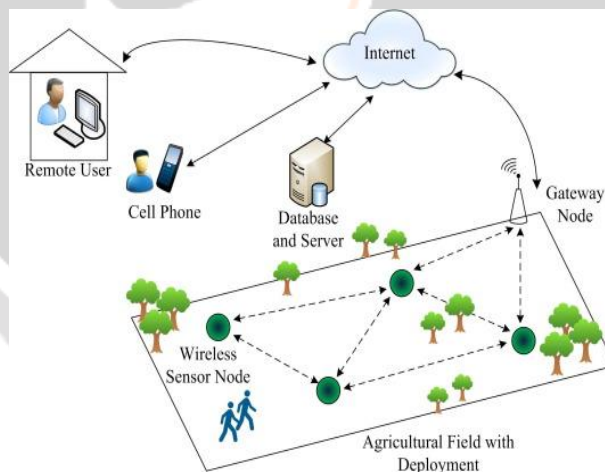 Internet
Remote User
Cell Phone
Database
and Server
Gateway
Node
Wireless
Sensor Node
Agricultural Field with
Deployment